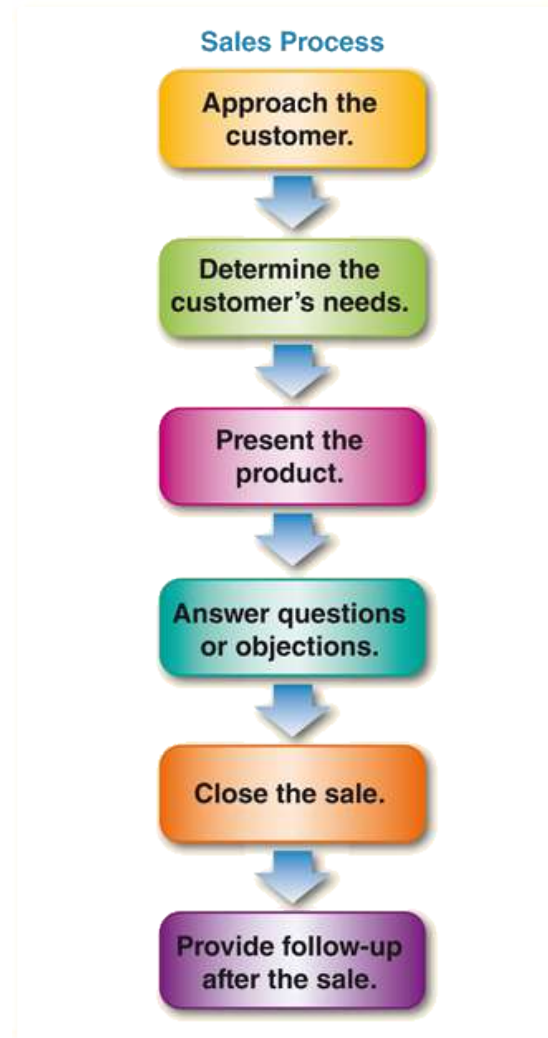 Sales Process
Approach the
customer.
Determine the
customer's needs.
Present the
product.
Answer questions
or objections.
Close the sale.
Provide follow-up
after the sale.